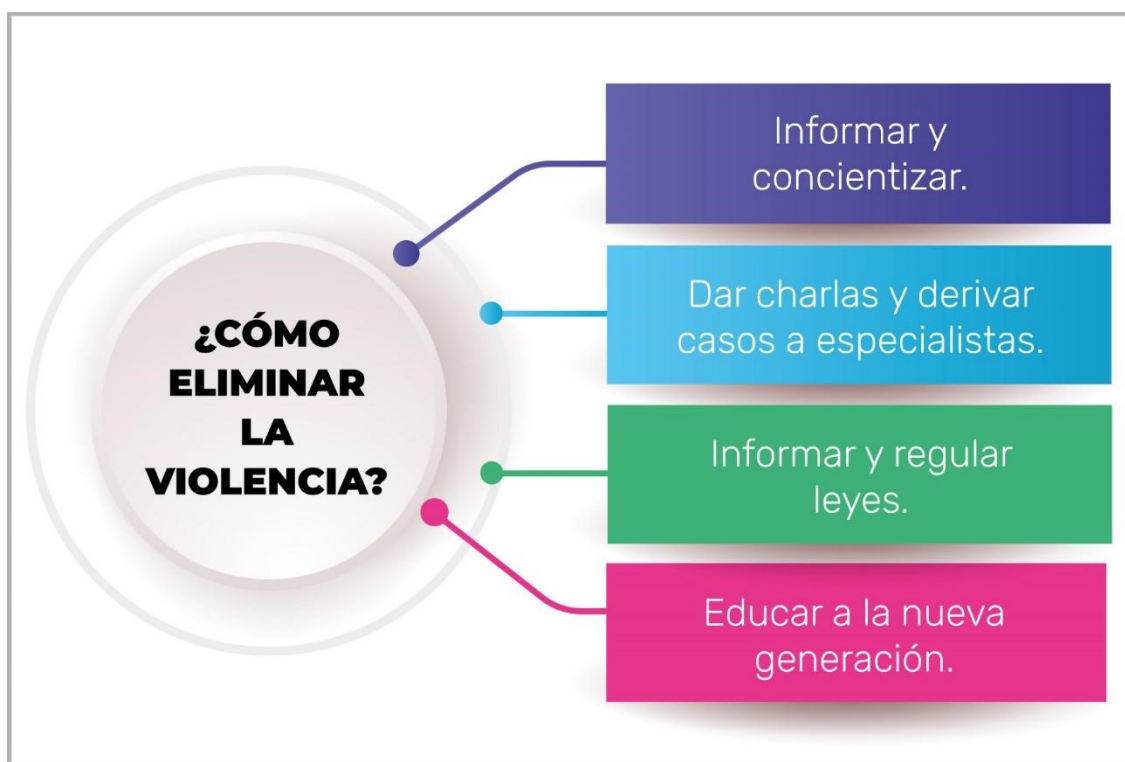 ¿CÓMO
ELIMINAR
LA
VIOLENCIA?
Informar y
concientizar.
Dar charlas y derivar
casos a especialistas.
Informar y regular
leyes.
Educar a la nueva
generación.